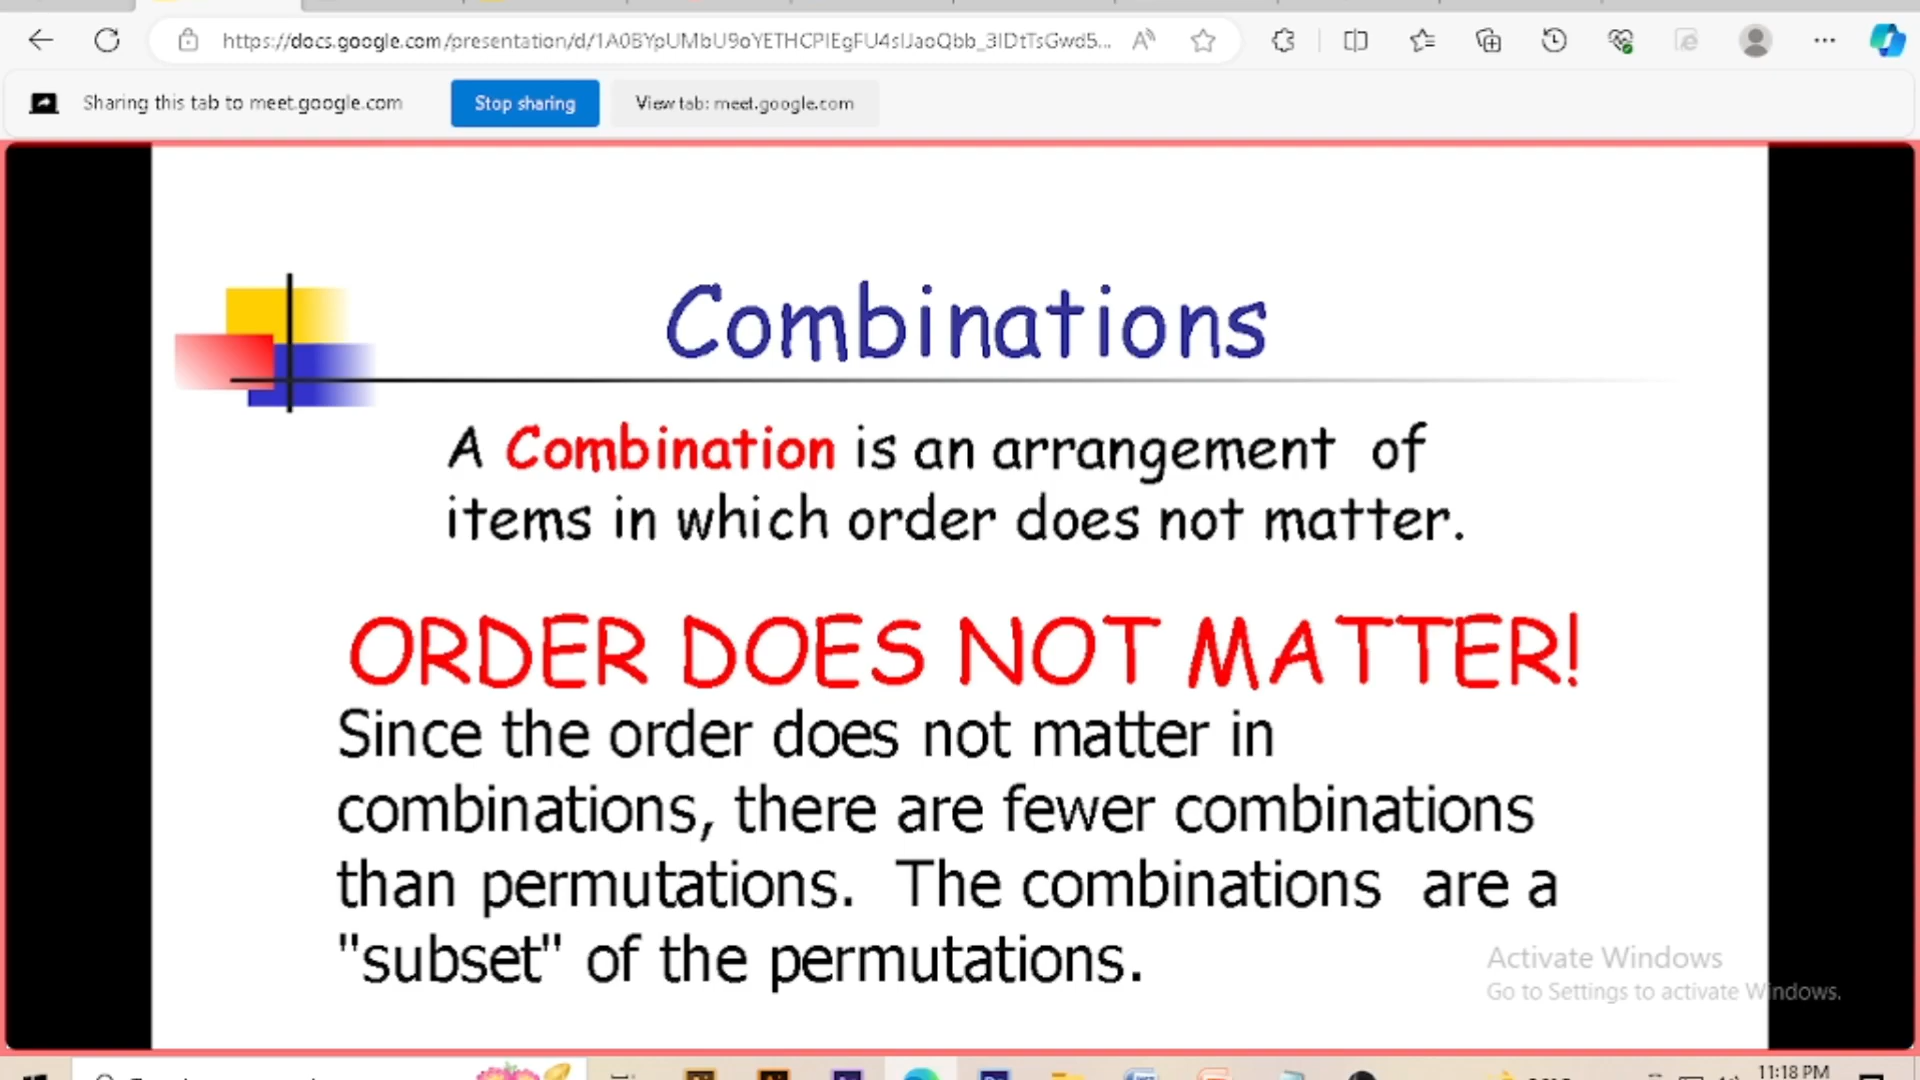 https://docs.google.com/presentation/d/1A0BYpUMbU9oYETHCPlEgFU4slJaoQbb_3IDtTsGwd5...
Sharing this tab to meet.google.com
Stop sharing
View tab: meet.google.com
Combinations
A Combination is an arrangement of
items in which order does not matter.
ORDER DOES NOT MATTER!
Since the order does not matter in
combinations, there are fewer combinations
than permutations. The combinations are a
"subset" of the permutations.
Activate Windows
Go to Settings to activate Windows.
11:18 PM